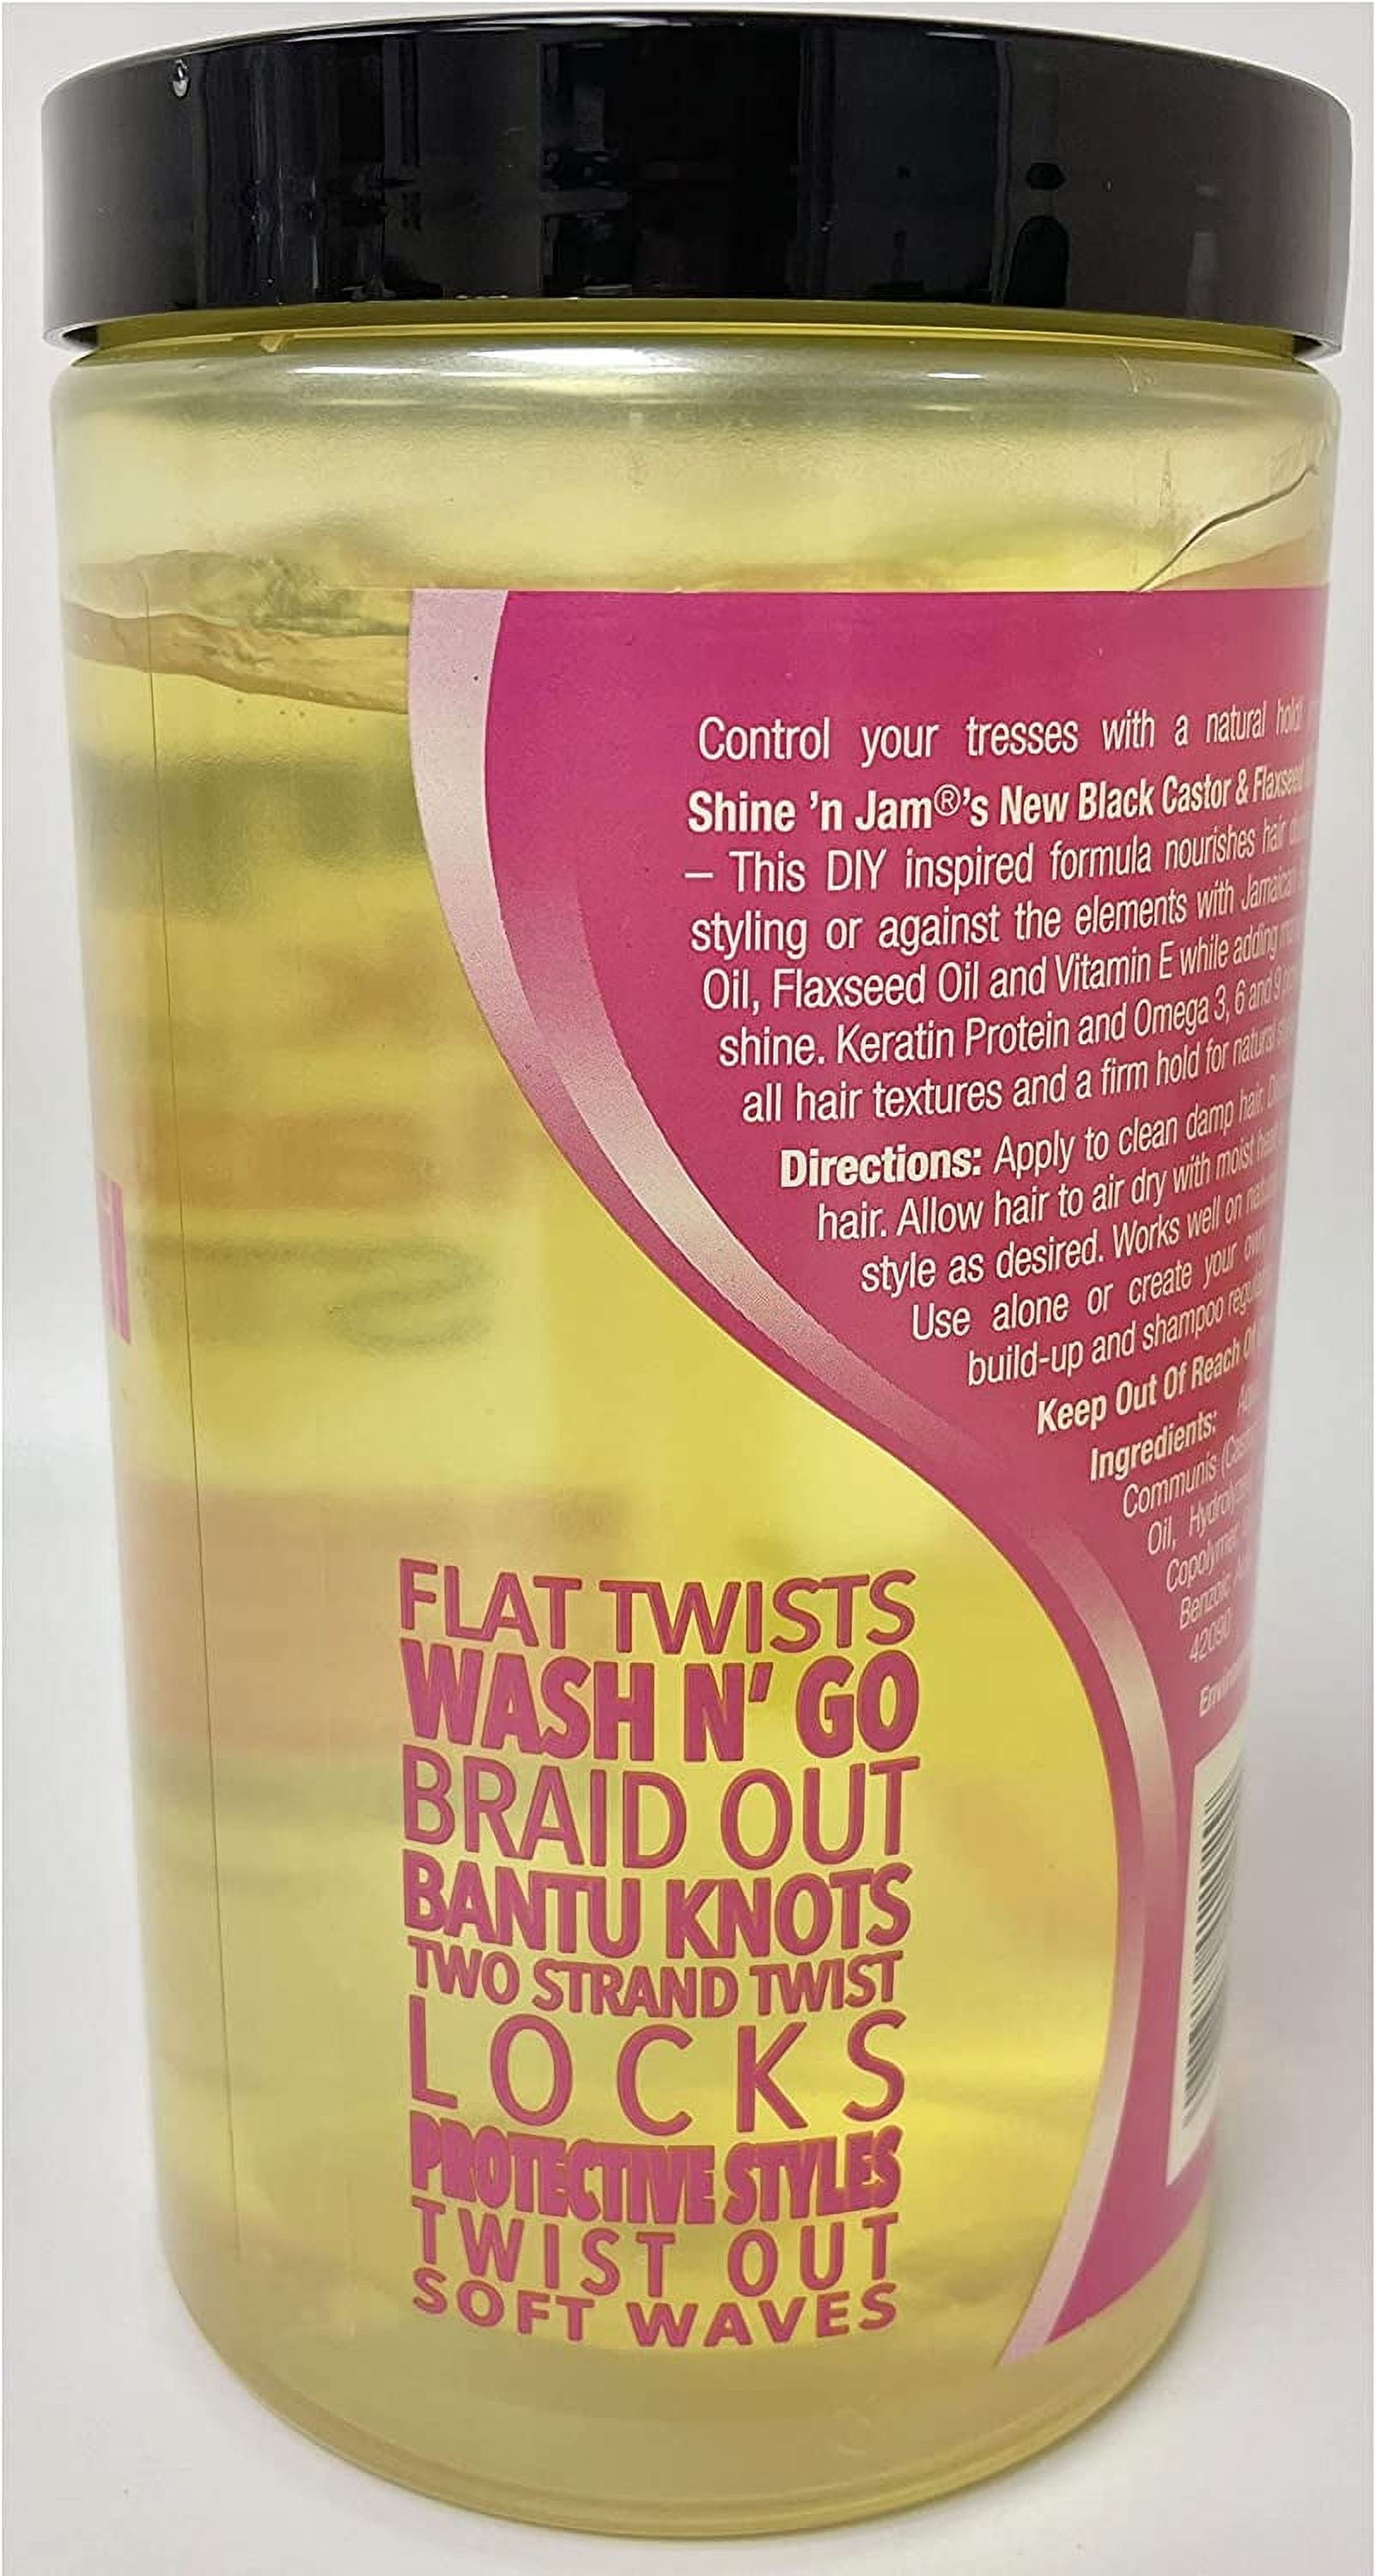 Control your tresses with a natural hold!
Shine 'n Jam®'s New Black Castor & Flaxseed
– This DIY inspired formula nourishes hair
styling or against the elements with Jamaican
Oil, Flaxseed Oil and Vitamin E while adding
shine. Keratin Protein and Omega 3, 6 and 9
all hair textures and a firm hold for natural
Directions: Apply to clean damp hair.
hair. Allow hair to air dry with moist heat
style as desired. Works well on
Use alone or create your own
build-up and shampoo
Keep Out Of Reach Of
Ingredients:
Communis
Oil,
Benzoic
42090
FLAT TWISTS
WASH N' GO
BRAID OUT
BANTU KNOTS
TWO STRAND TWIST
LOCKS
PROTECTIVE STYLES
TWIST OUT
SOFT WAVES